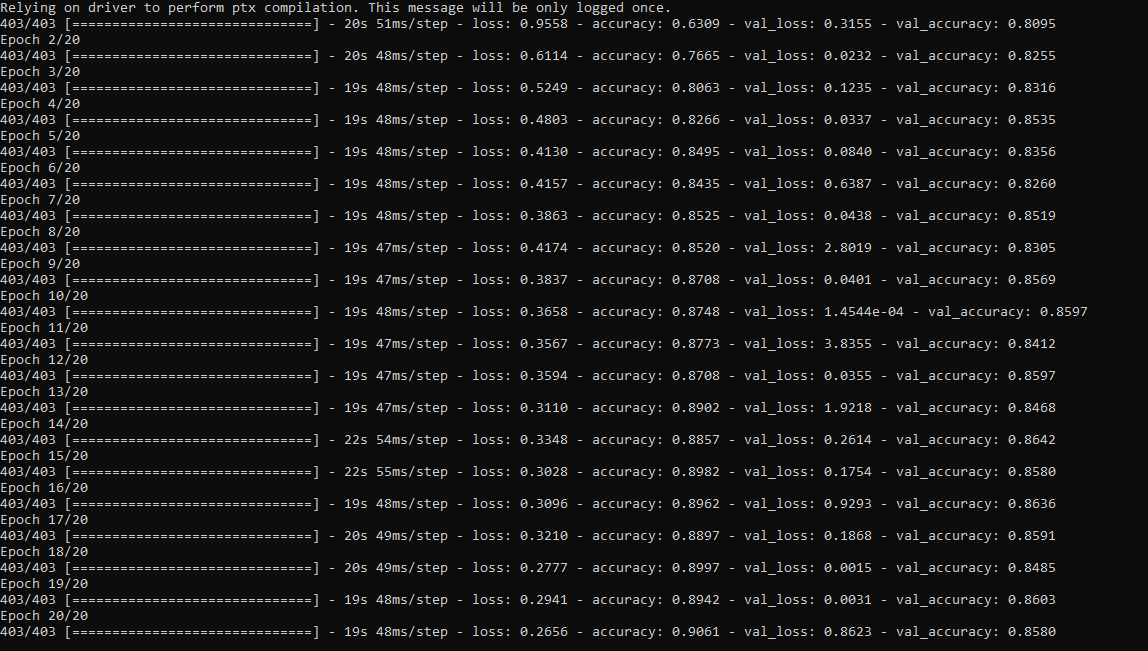 Relying on driver to perform ptx compilation. This message will be only logged once.
403/403 [==============================] - 20s 51ms/step - loss: 0.9558 - accuracy: 0.6309 - val_loss: 0.3155 - val_accuracy: 0.8095
Epoch 2/20
403/403 [==============================] - 20s 48ms/step - loss: 0.6114 - accuracy: 0.7665 - val_loss: 0.0232 - val_accuracy: 0.8255
Epoch 3/20
403/403 [==============================] - 19s 48ms/step - loss: 0.5249 - accuracy: 0.8063 - val_loss: 0.1235 - val_accuracy: 0.8316
Epoch 4/20
403/403 [==============================] - 19s 48ms/step - loss: 0.4803 - accuracy: 0.8266 - val_loss: 0.0337 - val_accuracy: 0.8535
Epoch 5/20
403/403 [==============================] - 19s 48ms/step - loss: 0.4130 - accuracy: 0.8495 - val_loss: 0.0840 - val_accuracy: 0.8356
Epoch 6/20
403/403 [==============================] - 19s 48ms/step - loss: 0.4157 - accuracy: 0.8435 - val_loss: 0.6387 - val_accuracy: 0.8260
Epoch 7/20
403/403 [==============================] - 19s 48ms/step - loss: 0.3863 - accuracy: 0.8525 - val_loss: 0.0438 - val_accuracy: 0.8519
Epoch 8/20
403/403 [==============================] - 19s 47ms/step - loss: 0.4174 - accuracy: 0.8520 - val_loss: 2.8019 - val_accuracy: 0.8305
Epoch 9/20
403/403 [==============================] - 19s 47ms/step - loss: 0.3837 - accuracy: 0.8708 - val_loss: 0.0401 - val_accuracy: 0.8569
Epoch 10/20
403/403 [==============================] - 19s 48ms/step - loss: 0.3658 - accuracy: 0.8748 - val_loss: 1.4544e-04 - val_accuracy: 0.8597
Epoch 11/20
403/403 [==============================] - 19s 47ms/step - loss: 0.3567 - accuracy: 0.8773 - val_loss: 3.8355 - val_accuracy: 0.8412
Epoch 12/20
403/403 [==============================] - 19s 47ms/step - loss: 0.3594 - accuracy: 0.8708 - val_loss: 0.0355 - val_accuracy: 0.8597
Epoch 13/20
403/403 [==============================] - 19s 47ms/step - loss: 0.3110 - accuracy: 0.8902 - val_loss: 1.9218 - val_accuracy: 0.8468
Epoch 14/20
403/403 [==============================] - 22s 54ms/step - loss: 0.3348 - accuracy: 0.8857 - val_loss: 0.2614 - val_accuracy: 0.8642
Epoch 15/20
403/403 [==============================] - 22s 55ms/step - loss: 0.3028 - accuracy: 0.8982 - val_loss: 0.1754 - val_accuracy: 0.8580
Epoch 16/20
403/403 [==============================] - 19s 48ms/step - loss: 0.3096 - accuracy: 0.8962 - val_loss: 0.9293 - val_accuracy: 0.8636
Epoch 17/20
403/403 [==============================] - 20s 49ms/step - loss: 0.3210 - accuracy: 0.8897 - val_loss: 0.1868 - val_accuracy: 0.8591
Epoch 18/20
403/403 [==============================] - 20s 49ms/step - loss: 0.2777 - accuracy: 0.8997 - val_loss: 0.0015 - val_accuracy: 0.8485
Epoch 19/20
403/403 [==============================] - 19s 48ms/step - loss: 0.2941 - accuracy: 0.8942 - val_loss: 0.0031 - val_accuracy: 0.8603
Epoch 20/20
403/403 [==============================] - 19s 48ms/step - loss: 0.2656 - accuracy: 0.9061 - val_loss: 0.8623 - val_accuracy: 0.8580